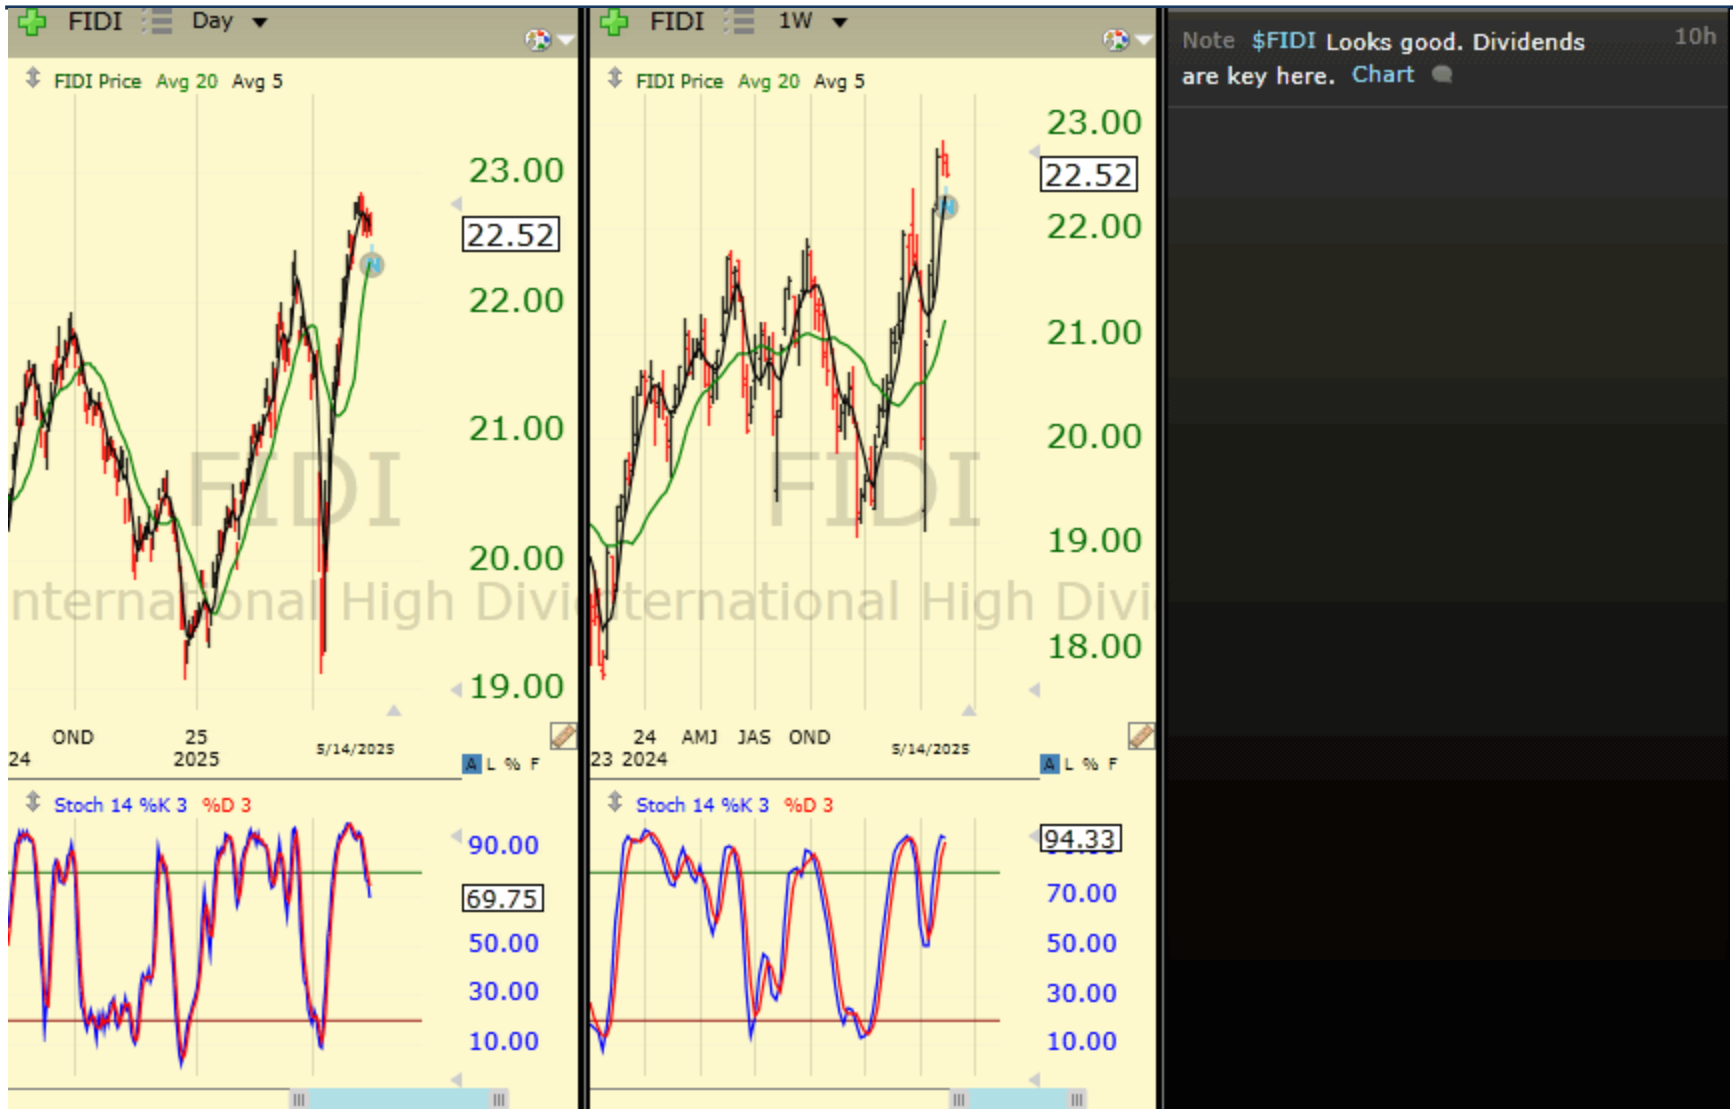 FIDI Day
FIDI Price Avg 20 Avg 5
23.00
22.52
22.00
21.00
20.00
19.00
FIDI
nternational High Divi
OND 25 5/14/2025
24 2025
A L % F
Stoch 14 %K 3 %D 3
90.00
69.75
50.00
30.00
10.00
FIDI 1W
FIDI Price Avg 20 Avg 5
23.00
22.52
22.00
21.00
20.00
19.00
18.00
FIDI
ternational High Divi
24 AMJ JAS OND 5/14/2025
23 2024
A L % F
Stoch 14 %K 3 %D 3
94.33
70.00
50.00
30.00
10.00
Note $FIDI Looks good. Dividends 10h
are key here. Chart